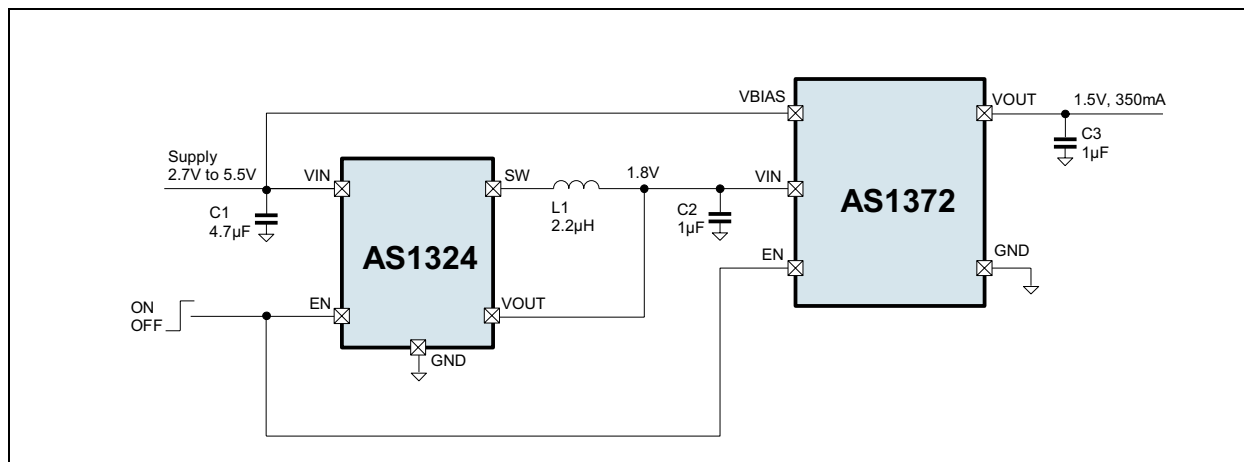 VBIAS
VOUT
1.5V, 350mA
C3
1µF
Supply
2.7V to 5.5V
VIN
SW
1.8V
VIN
C1
4.7µF
L1
2.2µH
C2
1µF
AS1372
AS1324
EN
GND
ON
OFF
EN
VOUT
GND